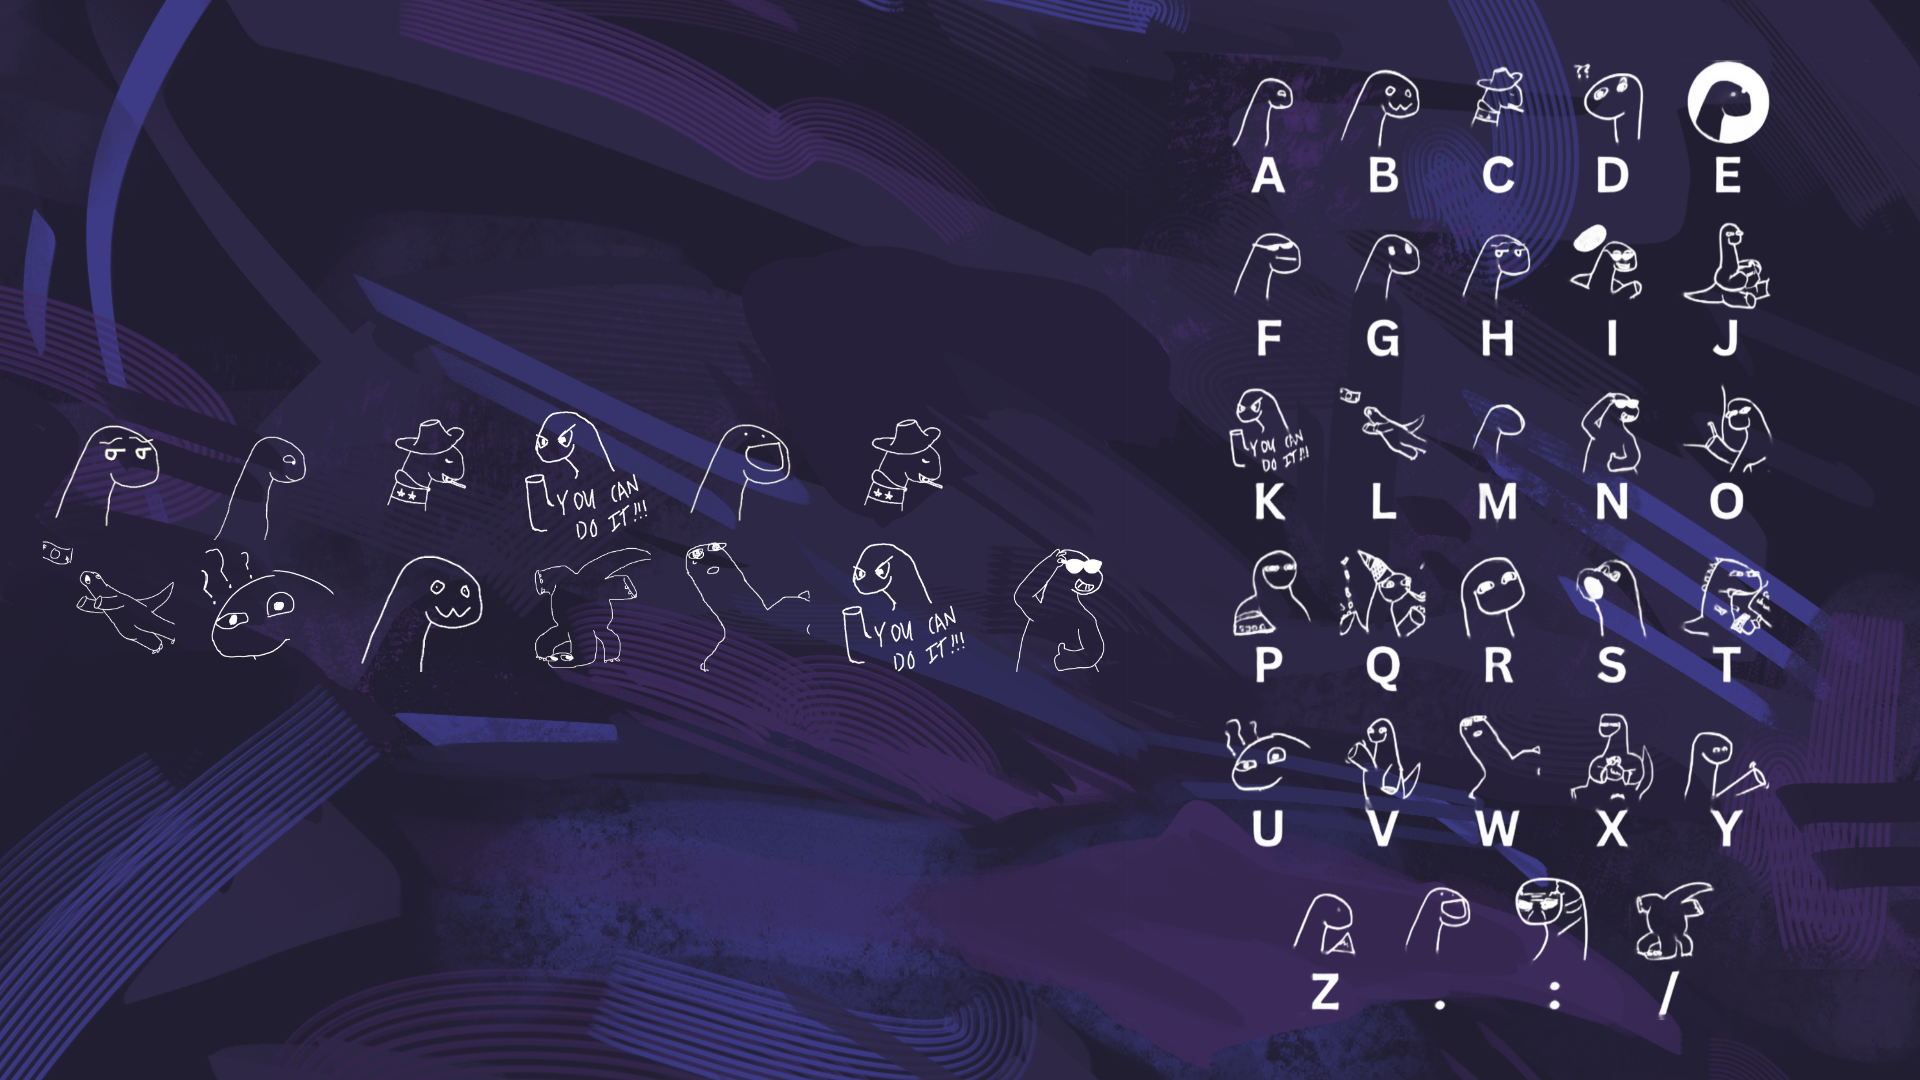 YOU CAN
DO IT!!!
???
YOU CAN
DO IT!!!
??
A B C D E
F G H I J
YOU CAN
DO IT!!!
K L M N O
P Q R S T
???
U V W X Y
Z . : /